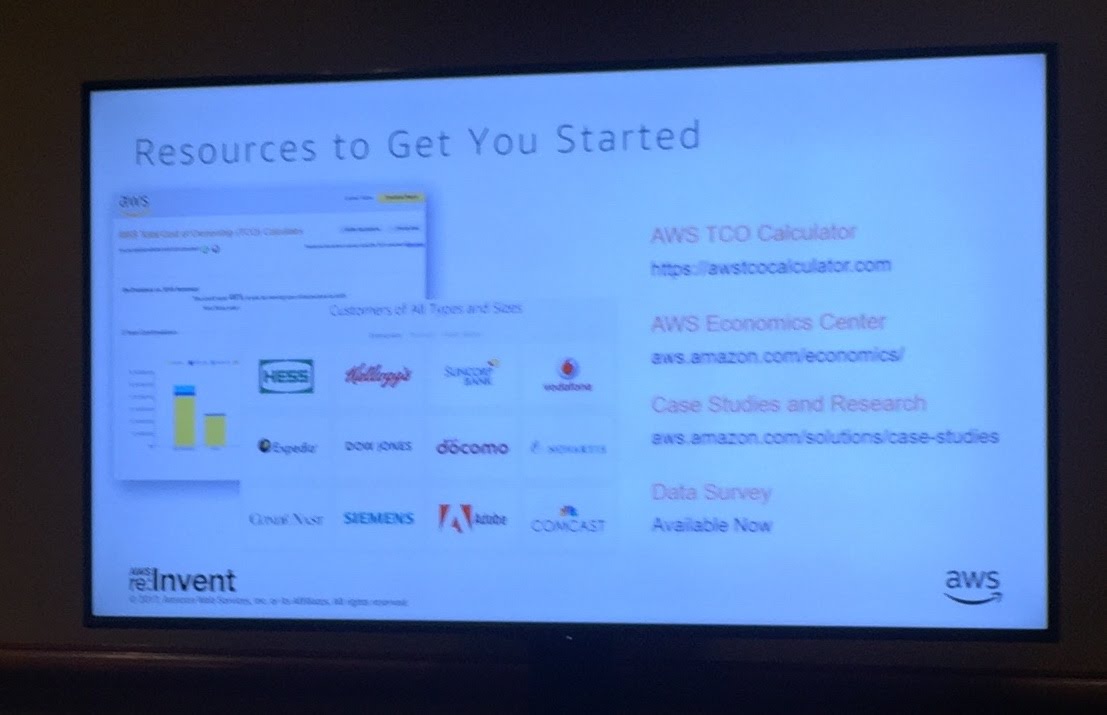 Resources to Get You Started
aws
AWS Total Cost of Ownership (TCO) Calculator
Customers of All Types and Sizes
HESS
Kellogg's
SUNCORP BANK
vodafone
Expedia
DOW JONES
döcomo
NOVARTIS
CONDÉ NAST
SIEMENS
Adobe
COMCAST
AWS TCO Calculator
https://awstcocalculator.com
AWS Economics Center
aws.amazon.com/economics/
Case Studies and Research
aws.amazon.com/solutions/case-studies
Data Survey
Available Now
AWS
re:Invent
© 2017, Amazon Web Services, Inc. or its Affiliates. All rights reserved.
aws